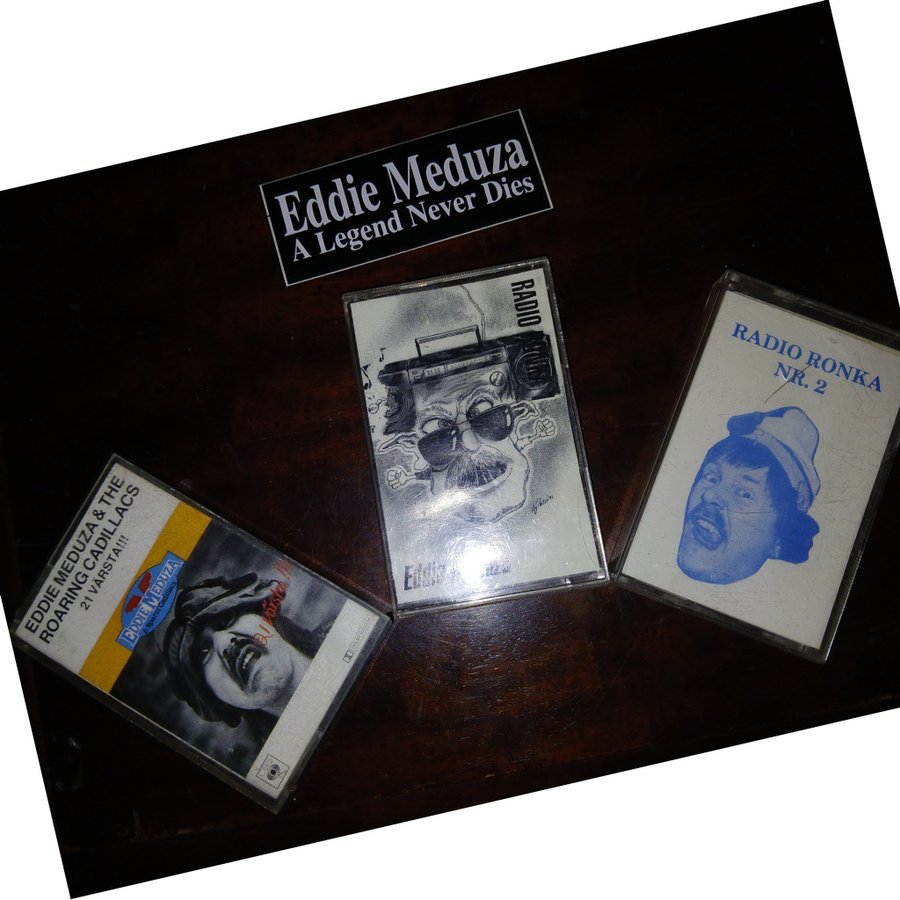 Eddie Meduza
A Legend Never Dies
RADIO
Eddie
RADIO RONKA
NR. 2
EDDIE MEDUZA & THE
ROARING CADILLACS
21 VÄRSTA!!!
EDDIE MEDUZA